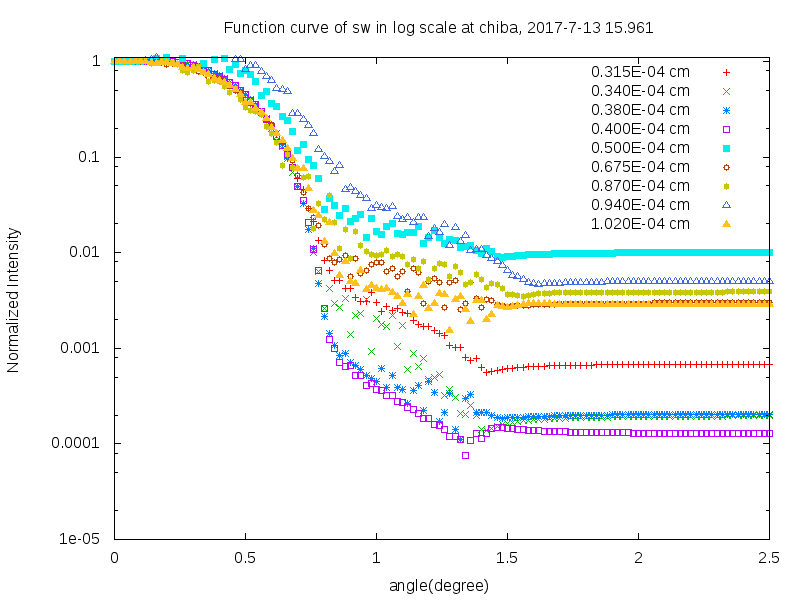 Function curve of sw in log scale at chiba, 2017-7-13 15.961
Normalized Intensity
1
0.1
0.01
0.001
0.0001
1e-05
0.315E-04 cm
0.340E-04 cm
0.380E-04 cm
0.400E-04 cm
0.500E-04 cm
0.675E-04 cm
0.870E-04 cm
0.940E-04 cm
1.020E-04 cm
0 0.5 1 1.5 2 2.5
angle(degree)